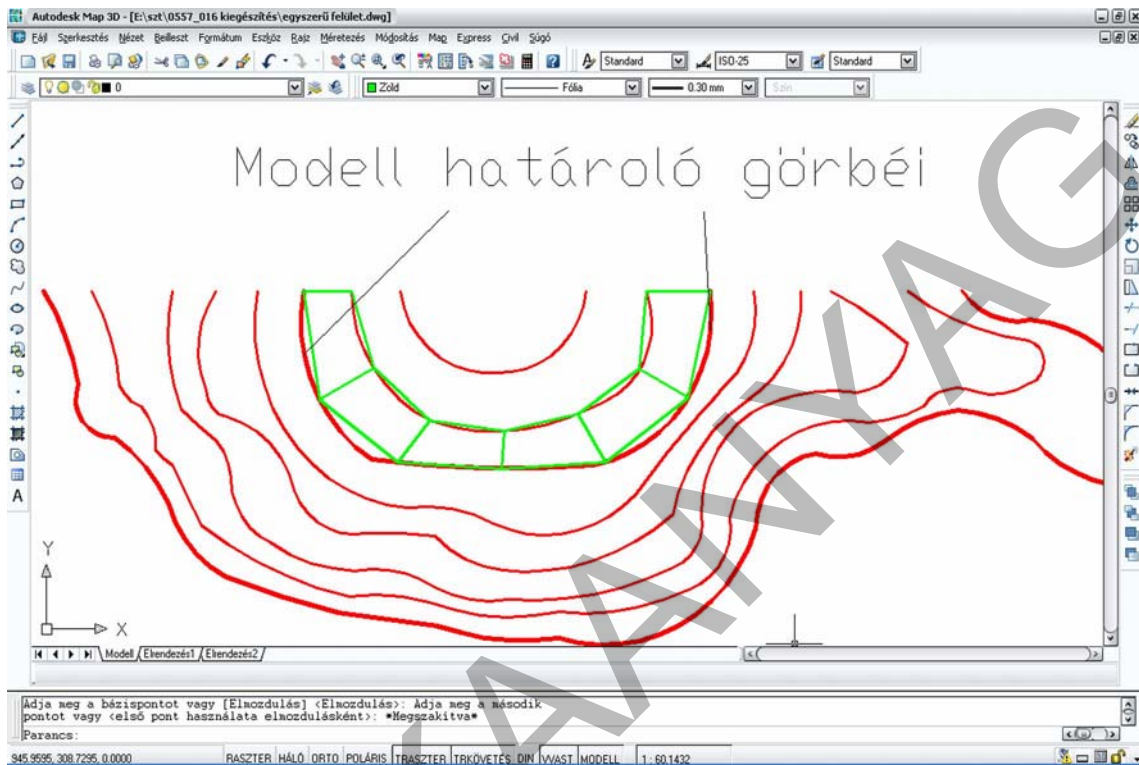 Autodesk Map 3D - [E:\szt\0557_016 kiegészítés\egyszerű felület.dwg]
Fájl Szerkesztés Nézet Beilleszt Formátum Eszköz Rajz Méretezés Módosítás Map Express Civil Súgó
Standard ISO-25 Standard
0 Zöld Fólia 0.30 mm Szín
Modell határoló görbéi
Y
X
Modell Elrendezés1 Elrendezés2
Adja meg a bázispontot vagy [Elmozdulás] <Elmozdulás>: Adja meg a második
pontot vagy <első pont használata elmozdulásként>: *Megszakítva*
Parancs:
945.9595, 308.7295, 0.0000 RASZTER HÁLÓ ORTO POLÁRIS TRASZTER TRKÖVETÉS DIN VVAST MODELL 1 : 60.1432
KAANYAG